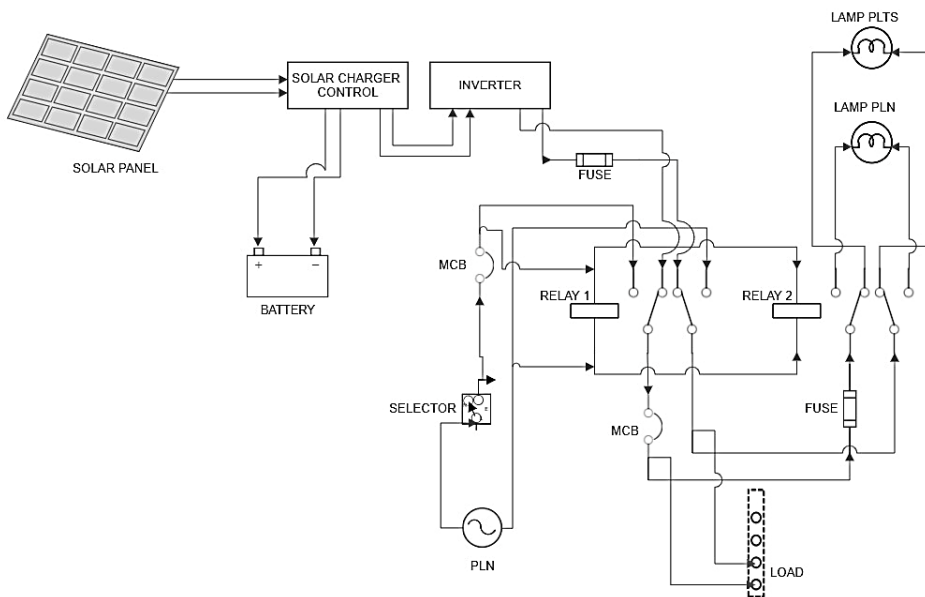 LAMP PLTS
SOLAR CHARGER
CONTROL
INVERTER
LAMP PLN
SOLAR PANEL
FUSE
MCB
+
−
BATTERY
RELAY 1
RELAY 2
SELECTOR
MCB
FUSE
PLN
LOAD